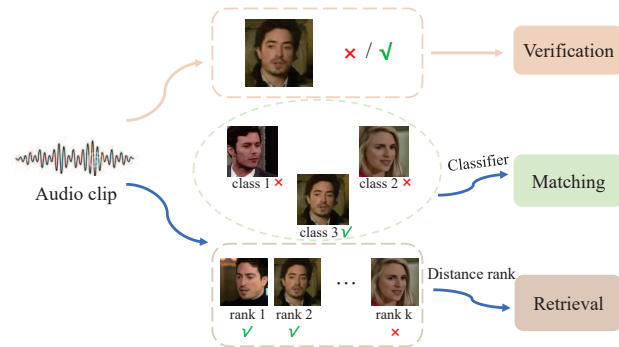 × / √
Verification
Audio clip
class 1 ×
class 2 ×
class 3 √
Classifier
Matching
rank 1
rank 2
...
rank k
√
√
×
Distance rank
Retrieval